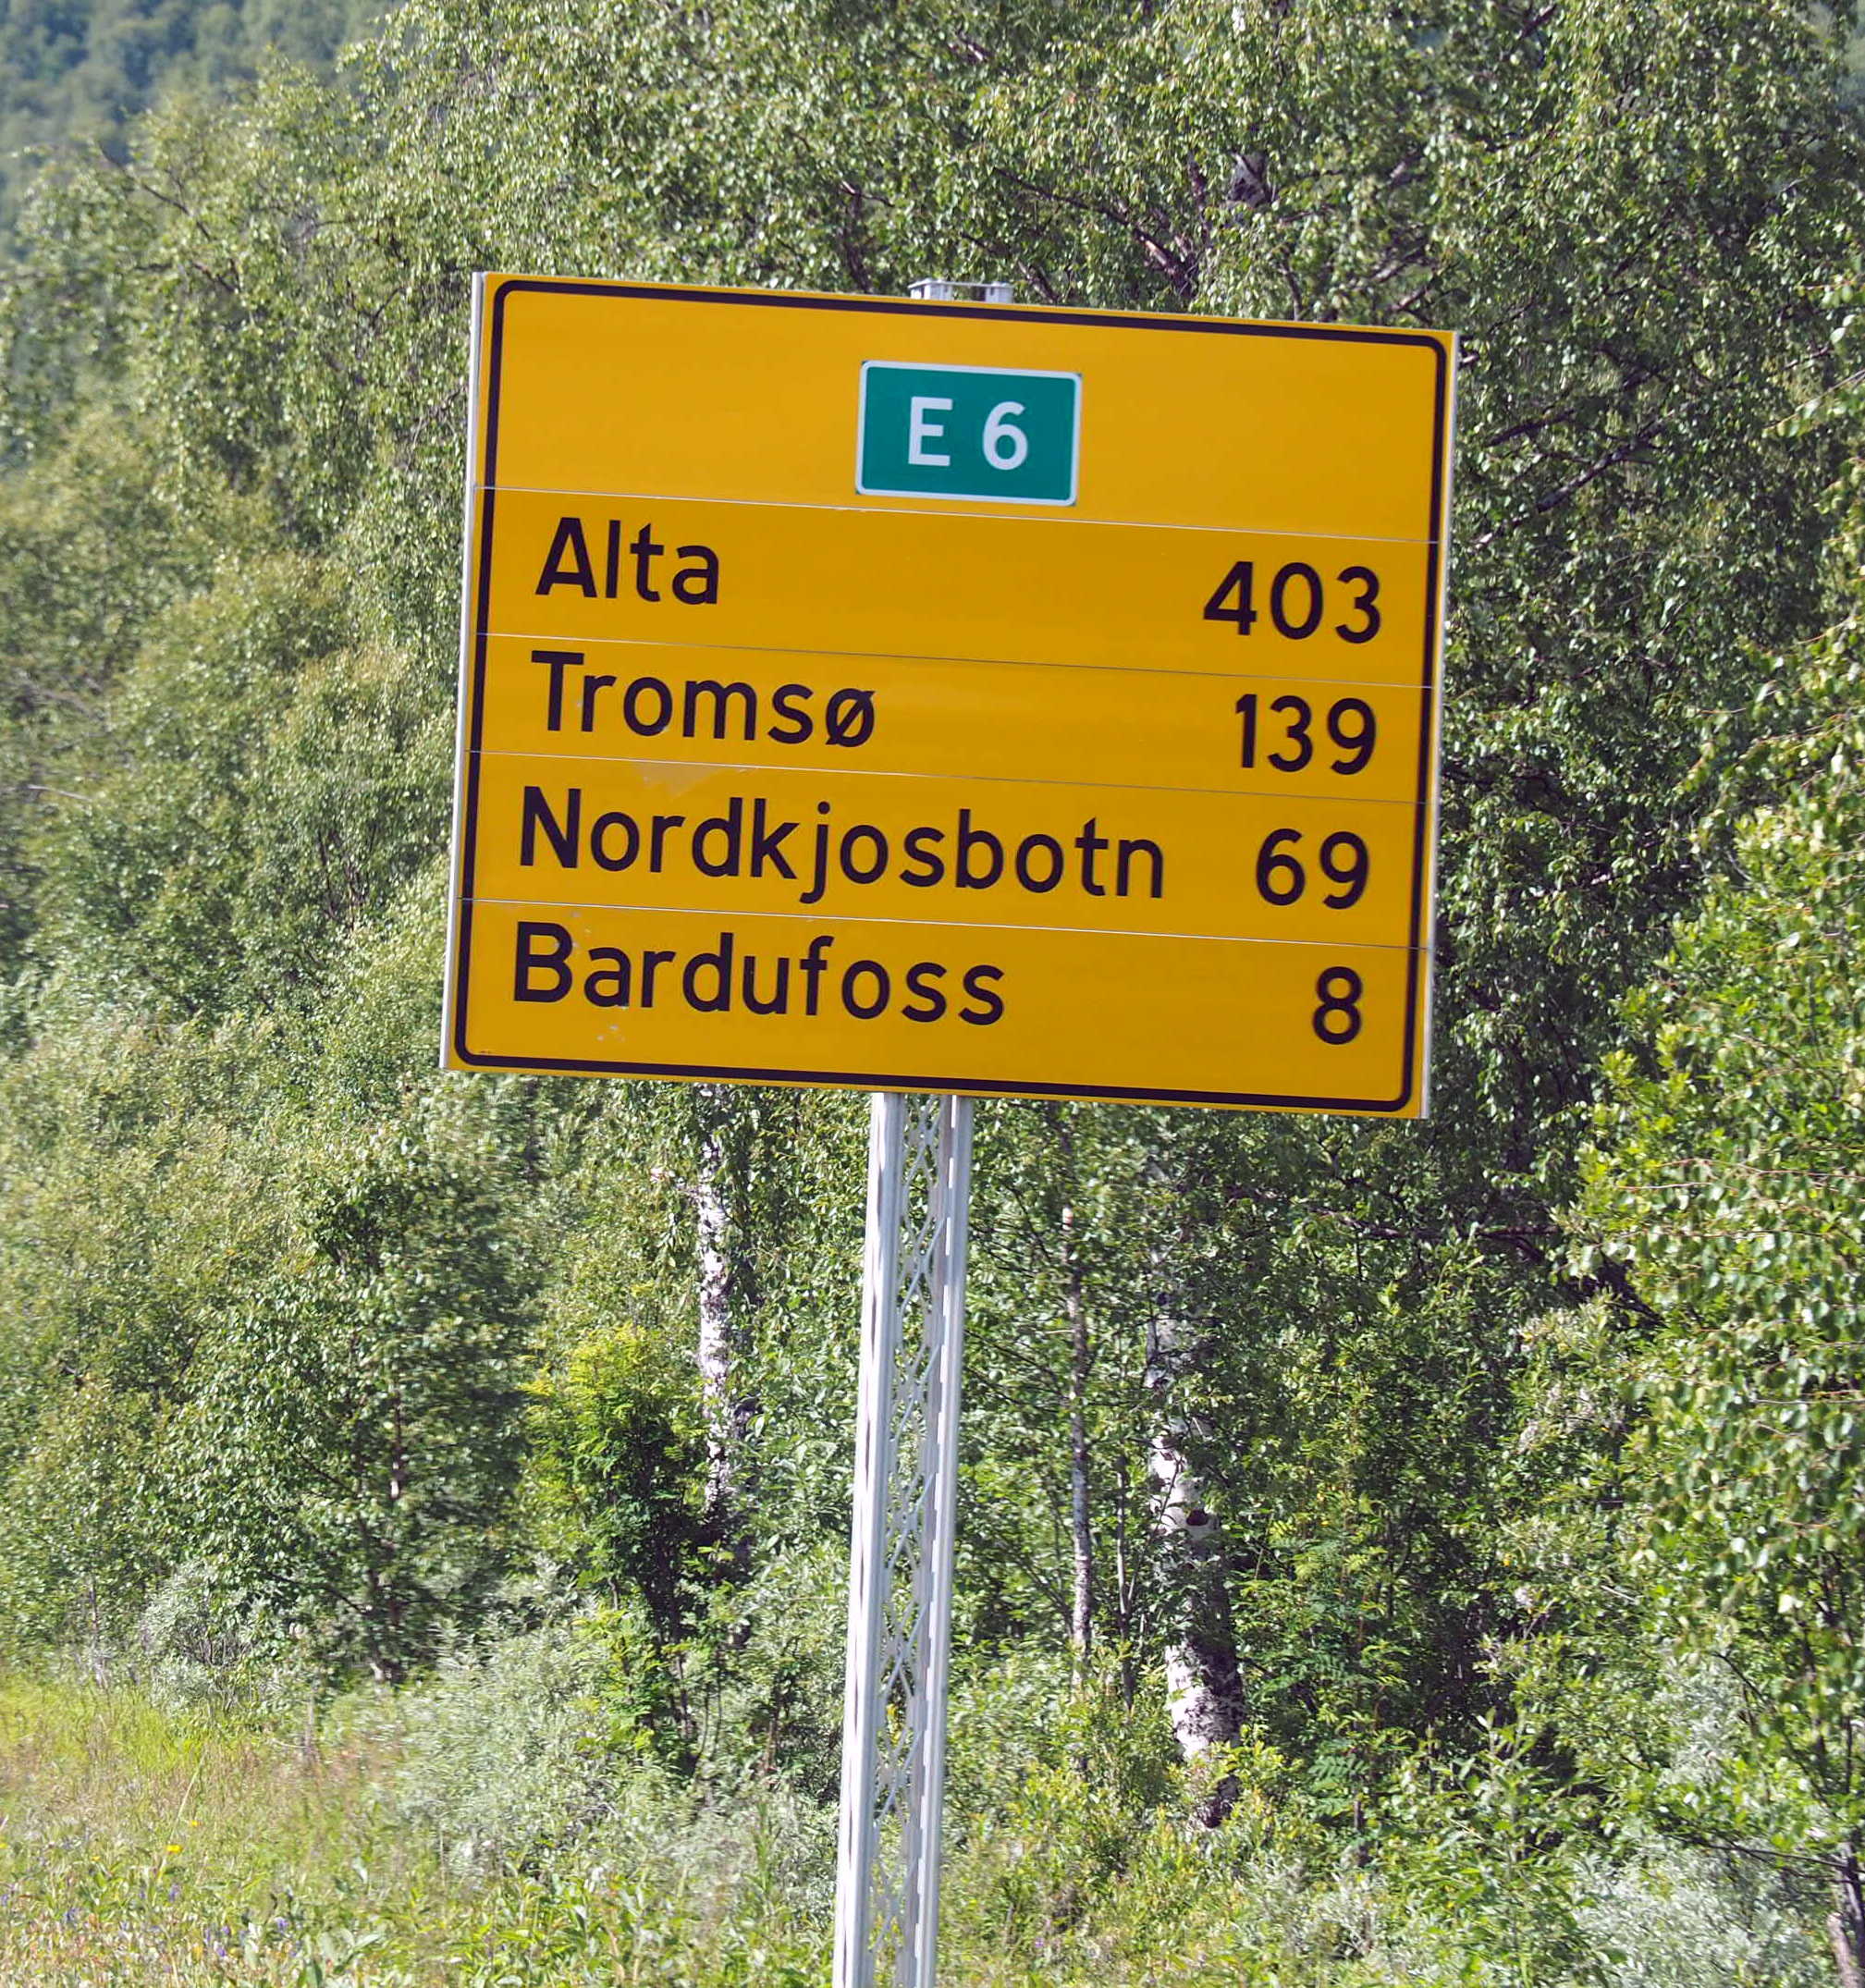 E 6
Alta 403
Tromsø 139
Nordkjosbotn 69
Bardufoss 8